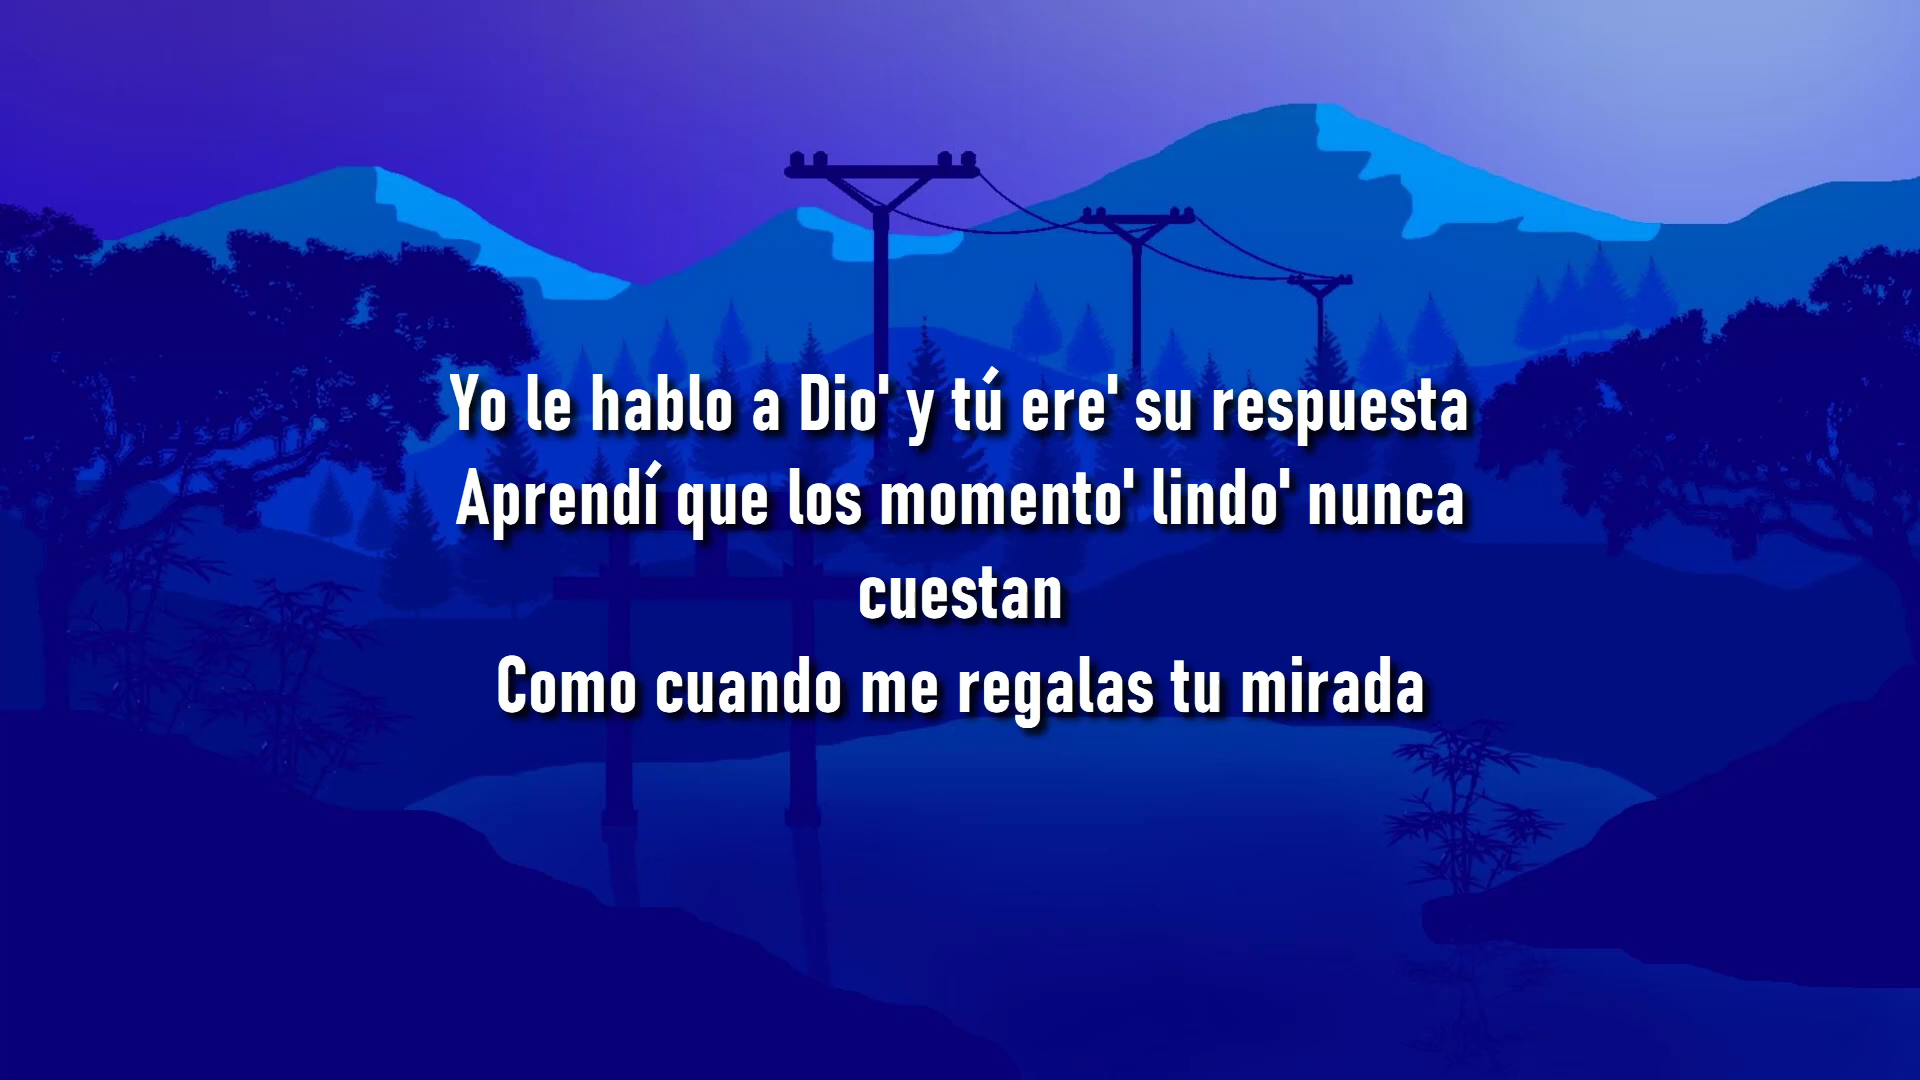 Yo le hablo a Dio' y tú ere' su respuesta
Aprendí que los momento' lindo' nunca
cuestan
Como cuando me regalas tu mirada